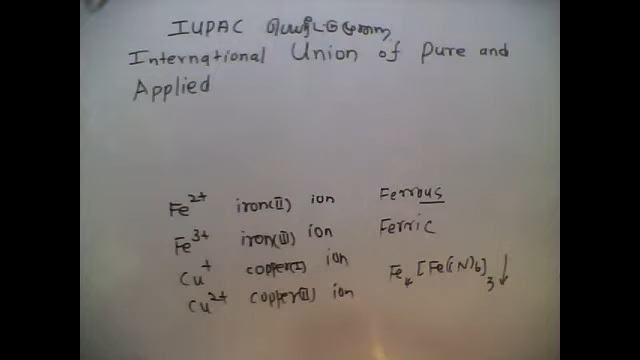 IUPAC பெயரீட்டுமுறை
International Union of Pure and
Applied
Fe²⁺ iron(II) ion Ferrous
Fe³⁺ iron(III) ion Ferric
Cu⁺ copper(I) ion
Cu²⁺ copper(II) ion
Fe₄[Fe(CN)₆]₃↓